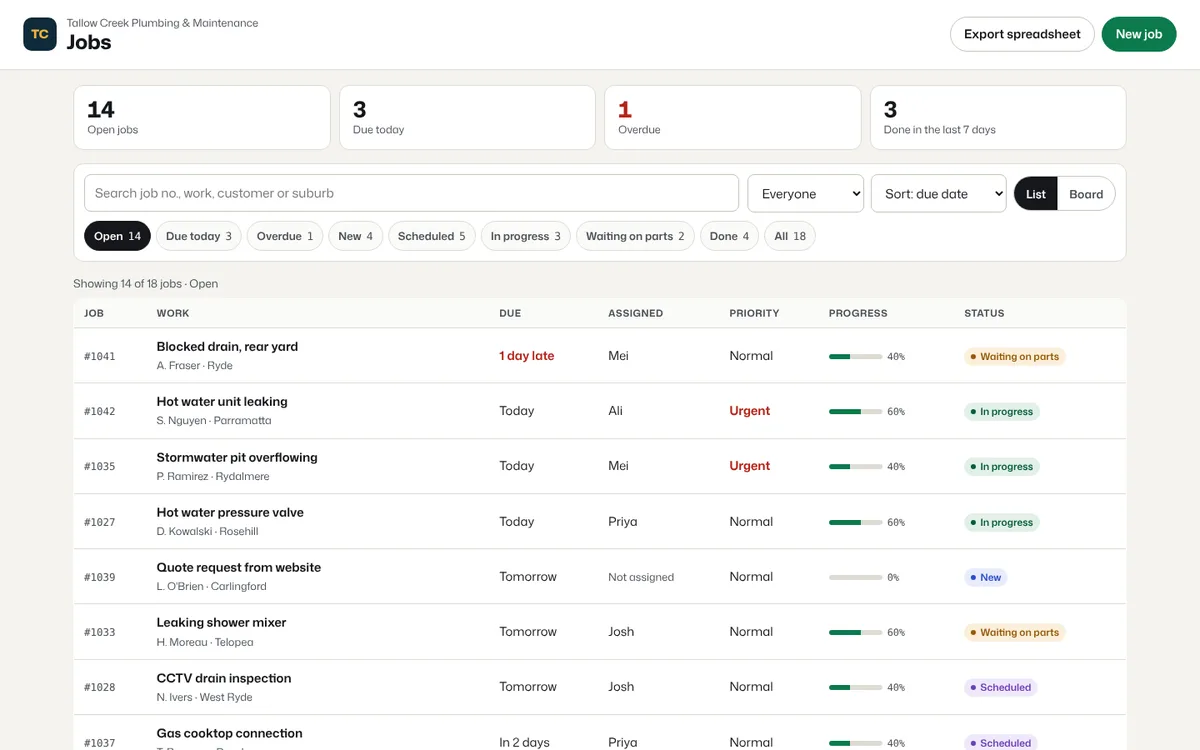 TC
Tallow Creek Plumbing & Maintenance
Jobs
Export spreadsheet
New job
14
Open jobs
3
Due today
1
Overdue
3
Done in the last 7 days
Search job no., work, customer or suburb
Everyone
Sort: due date
List
Board
Open 14
Due today 3
Overdue 1
New 4
Scheduled 5
In progress 3
Waiting on parts 2
Done 4
All 18
Showing 14 of 18 jobs · Open
JOB WORK DUE ASSIGNED PRIORITY PROGRESS STATUS
#1041 Blocked drain, rear yard 1 day late Mei Normal 40% Waiting on parts
A. Fraser · Ryde
#1042 Hot water unit leaking Today Ali Urgent 60% In progress
S. Nguyen · Parramatta
#1035 Stormwater pit overflowing Today Mei Urgent 40% In progress
P. Ramirez · Rydalmere
#1027 Hot water pressure valve Today Priya Normal 60% In progress
D. Kowalski · Rosehill
#1039 Quote request from website Tomorrow Not assigned Normal 0% New
L. O'Brien · Carlingford
#1033 Leaking shower mixer Tomorrow Josh Normal 60% Waiting on parts
H. Moreau · Telopea
#1028 CCTV drain inspection Tomorrow Josh Normal 40% Scheduled
N. Ivers · West Ryde
#1037 Gas cooktop connection In 2 days Priya Normal 40% Scheduled